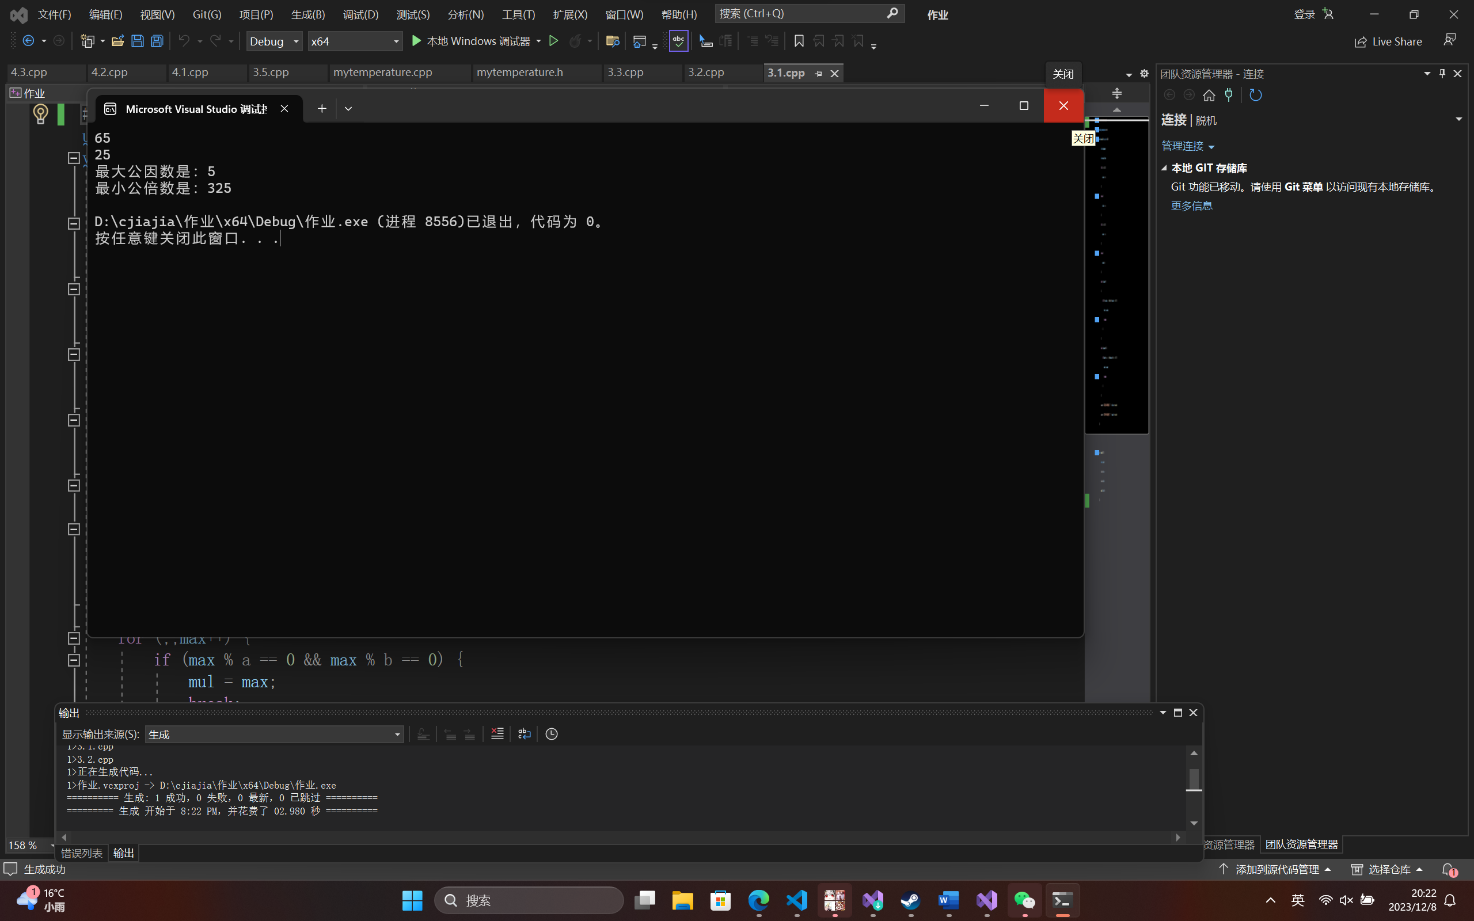 文件(F) 编辑(E) 视图(V) Git(G) 项目(P) 生成(B) 调试(D) 测试(S) 分析(N) 工具(T) 扩展(X) 窗口(W) 帮助(H) 搜索 (Ctrl+Q) 作业 登录
Debug x64 本地 Windows 调试器 Live Share
4.3.cpp 4.2.cpp 4.1.cpp 3.5.cpp mytemperature.cpp mytemperature.h 3.3.cpp 3.2.cpp 3.1.cpp 关闭
作业
Microsoft Visual Studio 调试
关闭
65
25
最大公因数是: 5
最小公倍数是: 325
D:\cjiajia\作业\x64\Debug\作业.exe (进程 8556)已退出，代码为 0。
按任意键关闭此窗口. . .
if (max % a == 0 && max % b == 0) {
mul = max;
团队资源管理器 - 连接
连接 | 脱机
管理连接
本地 GIT 存储库
Git 功能已移动。请使用 Git 菜单 以访问现有本地存储库。
更多信息
输出
显示输出来源(S): 生成
1>3.1.cpp
1>3.2.cpp
1>正在生成代码...
1>作业.vcxproj -> D:\cjiajia\作业\x64\Debug\作业.exe
========== 生成: 1 成功，0 失败，0 最新，0 已跳过 ==========
========= 生成 开始于 8:22 PM，并花费了 02.980 秒 ==========
158 %
错误列表 输出
资源管理器 团队资源管理器
生成成功 添加到源代码管理 选择仓库 1
1 16°C
小雨
搜索
英
20:22
2023/12/8